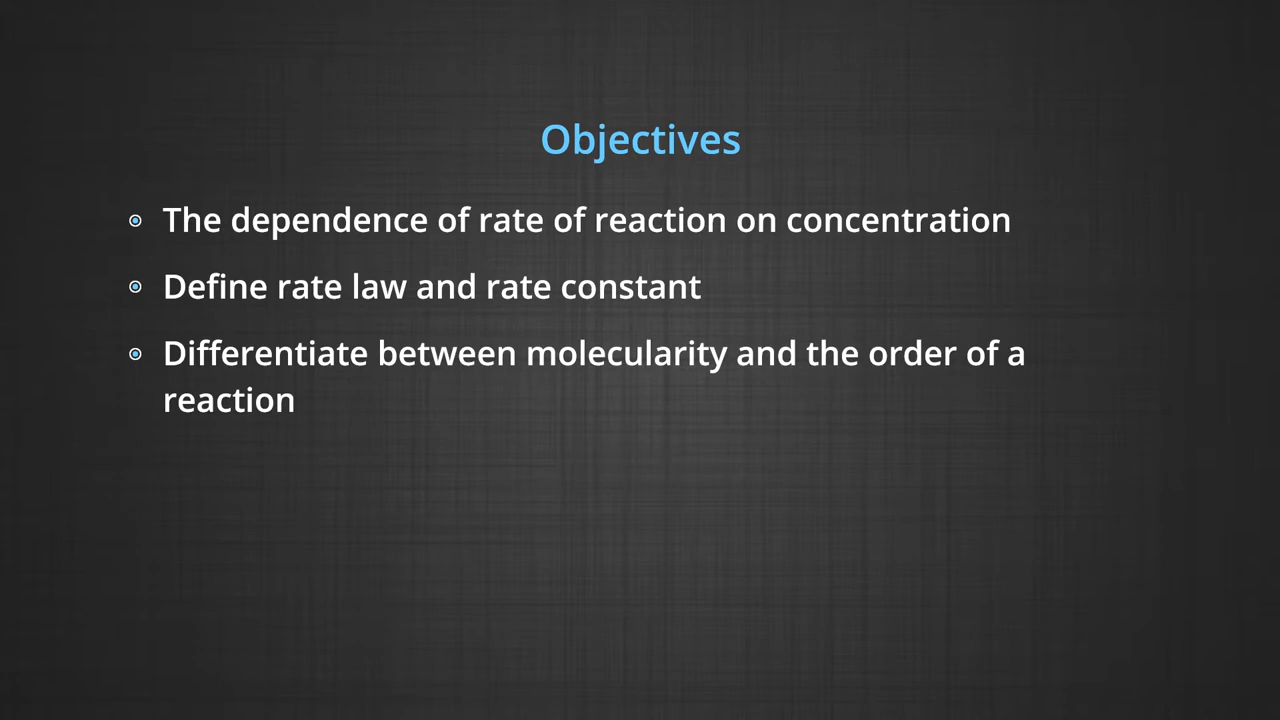 Objectives
The dependence of rate of reaction on concentration
Define rate law and rate constant
Differentiate between molecularity and the order of a
reaction